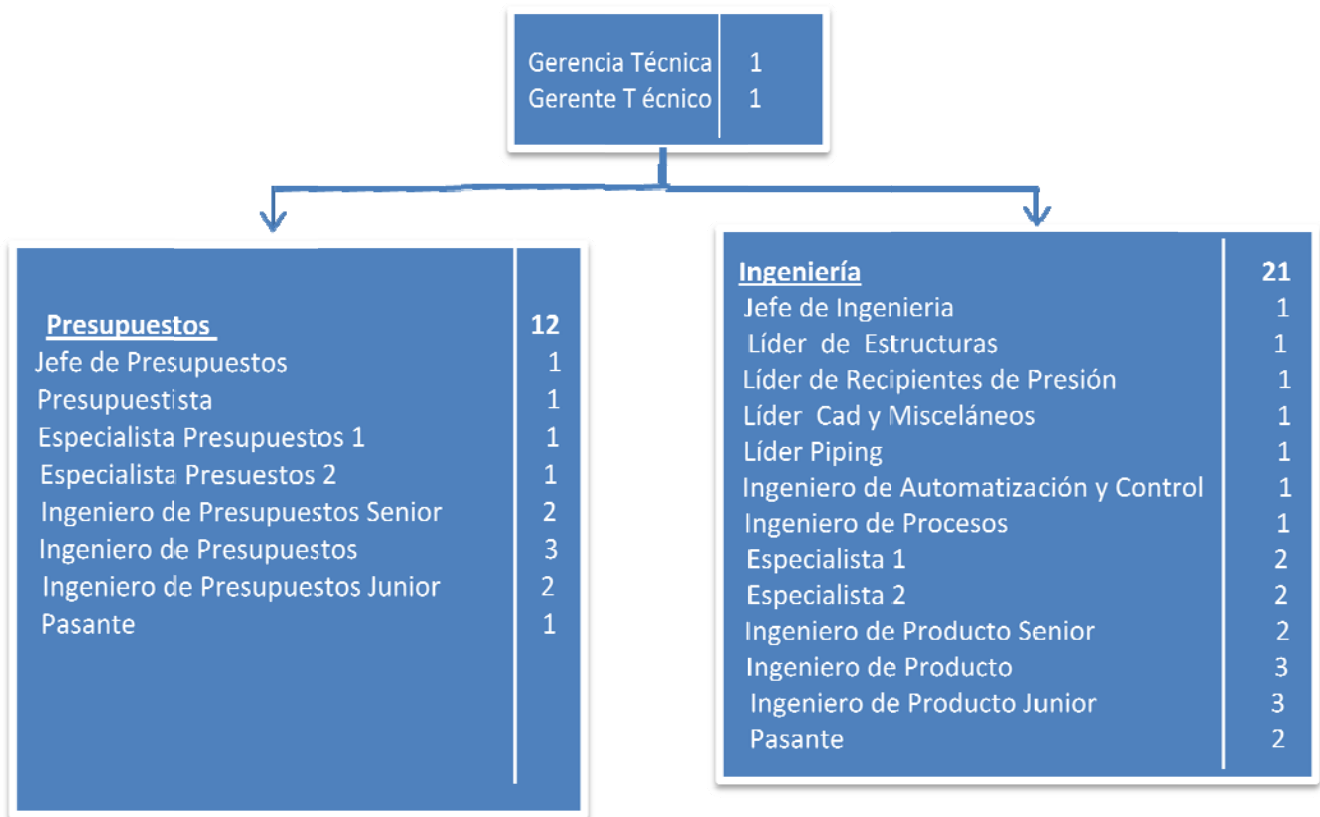 Gerencia Técnica 1
Gerente T écnico 1
Presupuestos 12
Jefe de Presupuestos 1
Presupuestista 1
Especialista Presupuestos 1 1
Especialista Presuestos 2 1
Ingeniero de Presupuestos Senior 2
Ingeniero de Presupuestos 3
Ingeniero de Presupuestos Junior 2
Pasante 1
Ingeniería 21
Jefe de Ingenieria 1
Líder de Estructuras 1
Líder de Recipientes de Presión 1
Líder Cad y Misceláneos 1
Líder Piping 1
Ingeniero de Automatización y Control 1
Ingeniero de Procesos 1
Especialista 1 2
Especialista 2 2
Ingeniero de Producto Senior 2
Ingeniero de Producto 3
Ingeniero de Producto Junior 3
Pasante 2